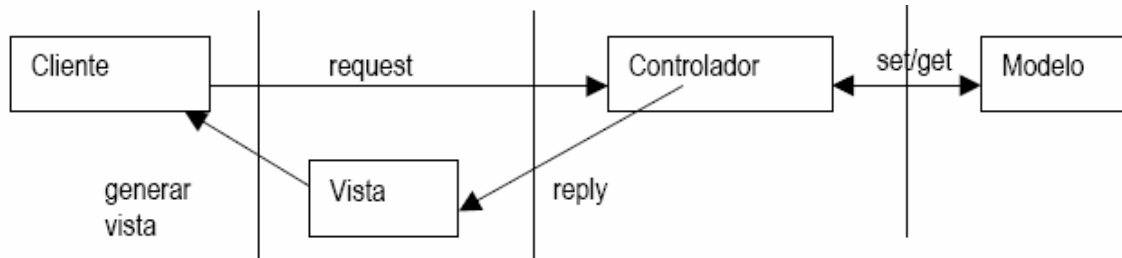 Cliente
request
Controlador
set/get
Modelo
generar
vista
Vista
reply